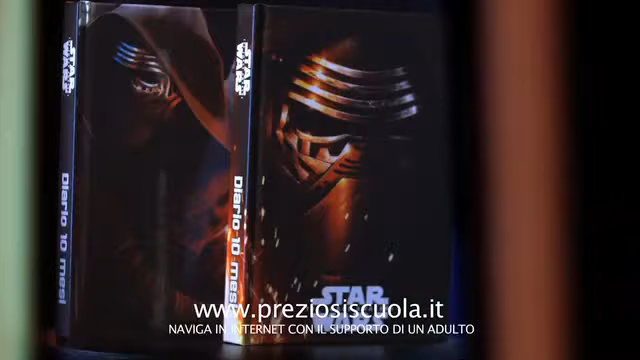 STAR WARS
Diario 10 mesi
STAR WARS
Diario 10 mesi
STAR WARS
www.preziosiscuola.it
NAVIGA IN INTERNET CON IL SUPPORTO DI UN ADULTO